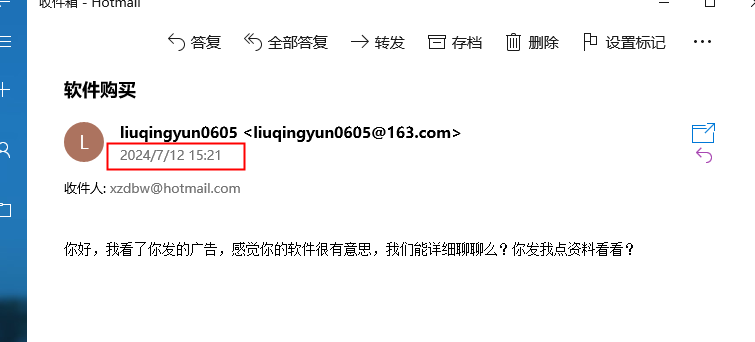 收件箱 - Hotmail
答复 全部答复 转发 存档 删除 设置标记 ...
软件购买
L
liuqingyun0605 <liuqingyun0605@163.com>
2024/7/12 15:21
收件人: xzdbw@hotmail.com
你好，我看了你发的广告，感觉你的软件很有意思，我们能详细聊聊么？你发我点资料看看？